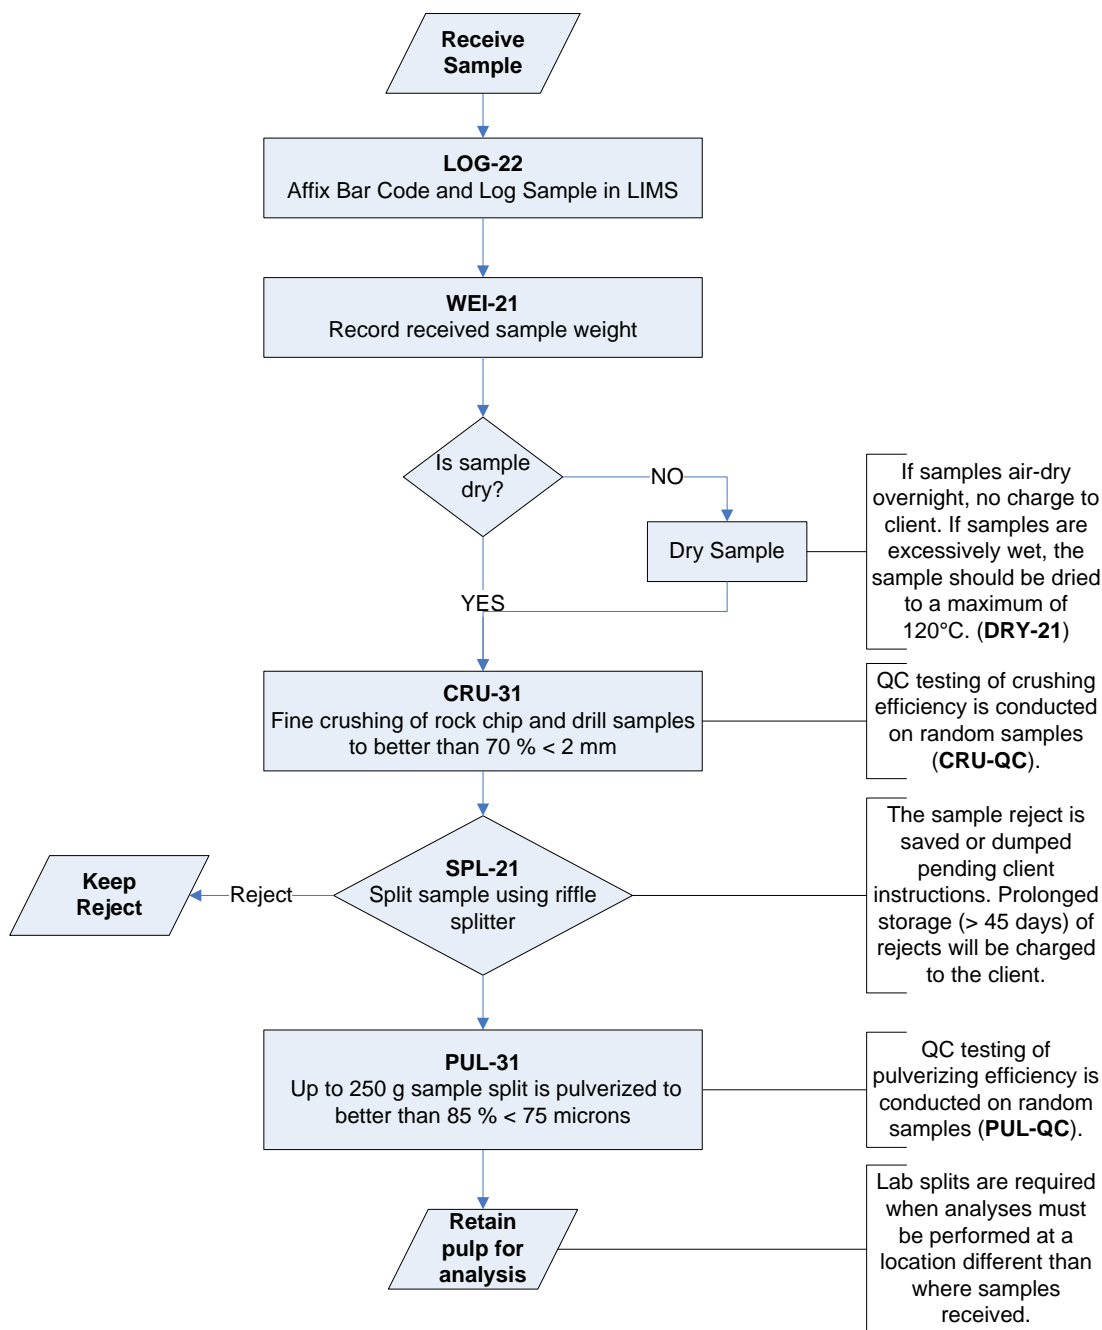 Receive
Sample
LOG-22
Affix Bar Code and Log Sample in LIMS
WEI-21
Record received sample weight
Is sample
dry?
NO
Dry Sample
If samples air-dry
overnight, no charge to
client. If samples are
excessively wet, the
sample should be dried
to a maximum of
120°C. (DRY-21)
YES
CRU-31
Fine crushing of rock chip and drill samples
to better than 70 % < 2 mm
QC testing of crushing
efficiency is conducted
on random samples
(CRU-QC).
SPL-21
Split sample using riffle
splitter
Reject
Keep
Reject
The sample reject is
saved or dumped
pending client
instructions. Prolonged
storage (> 45 days) of
rejects will be charged
to the client.
PUL-31
Up to 250 g sample split is pulverized to
better than 85 % < 75 microns
QC testing of
pulverizing efficiency is
conducted on random
samples (PUL-QC).
Retain
pulp for
analysis
Lab splits are required
when analyses must
be performed at a
location different than
where samples
received.